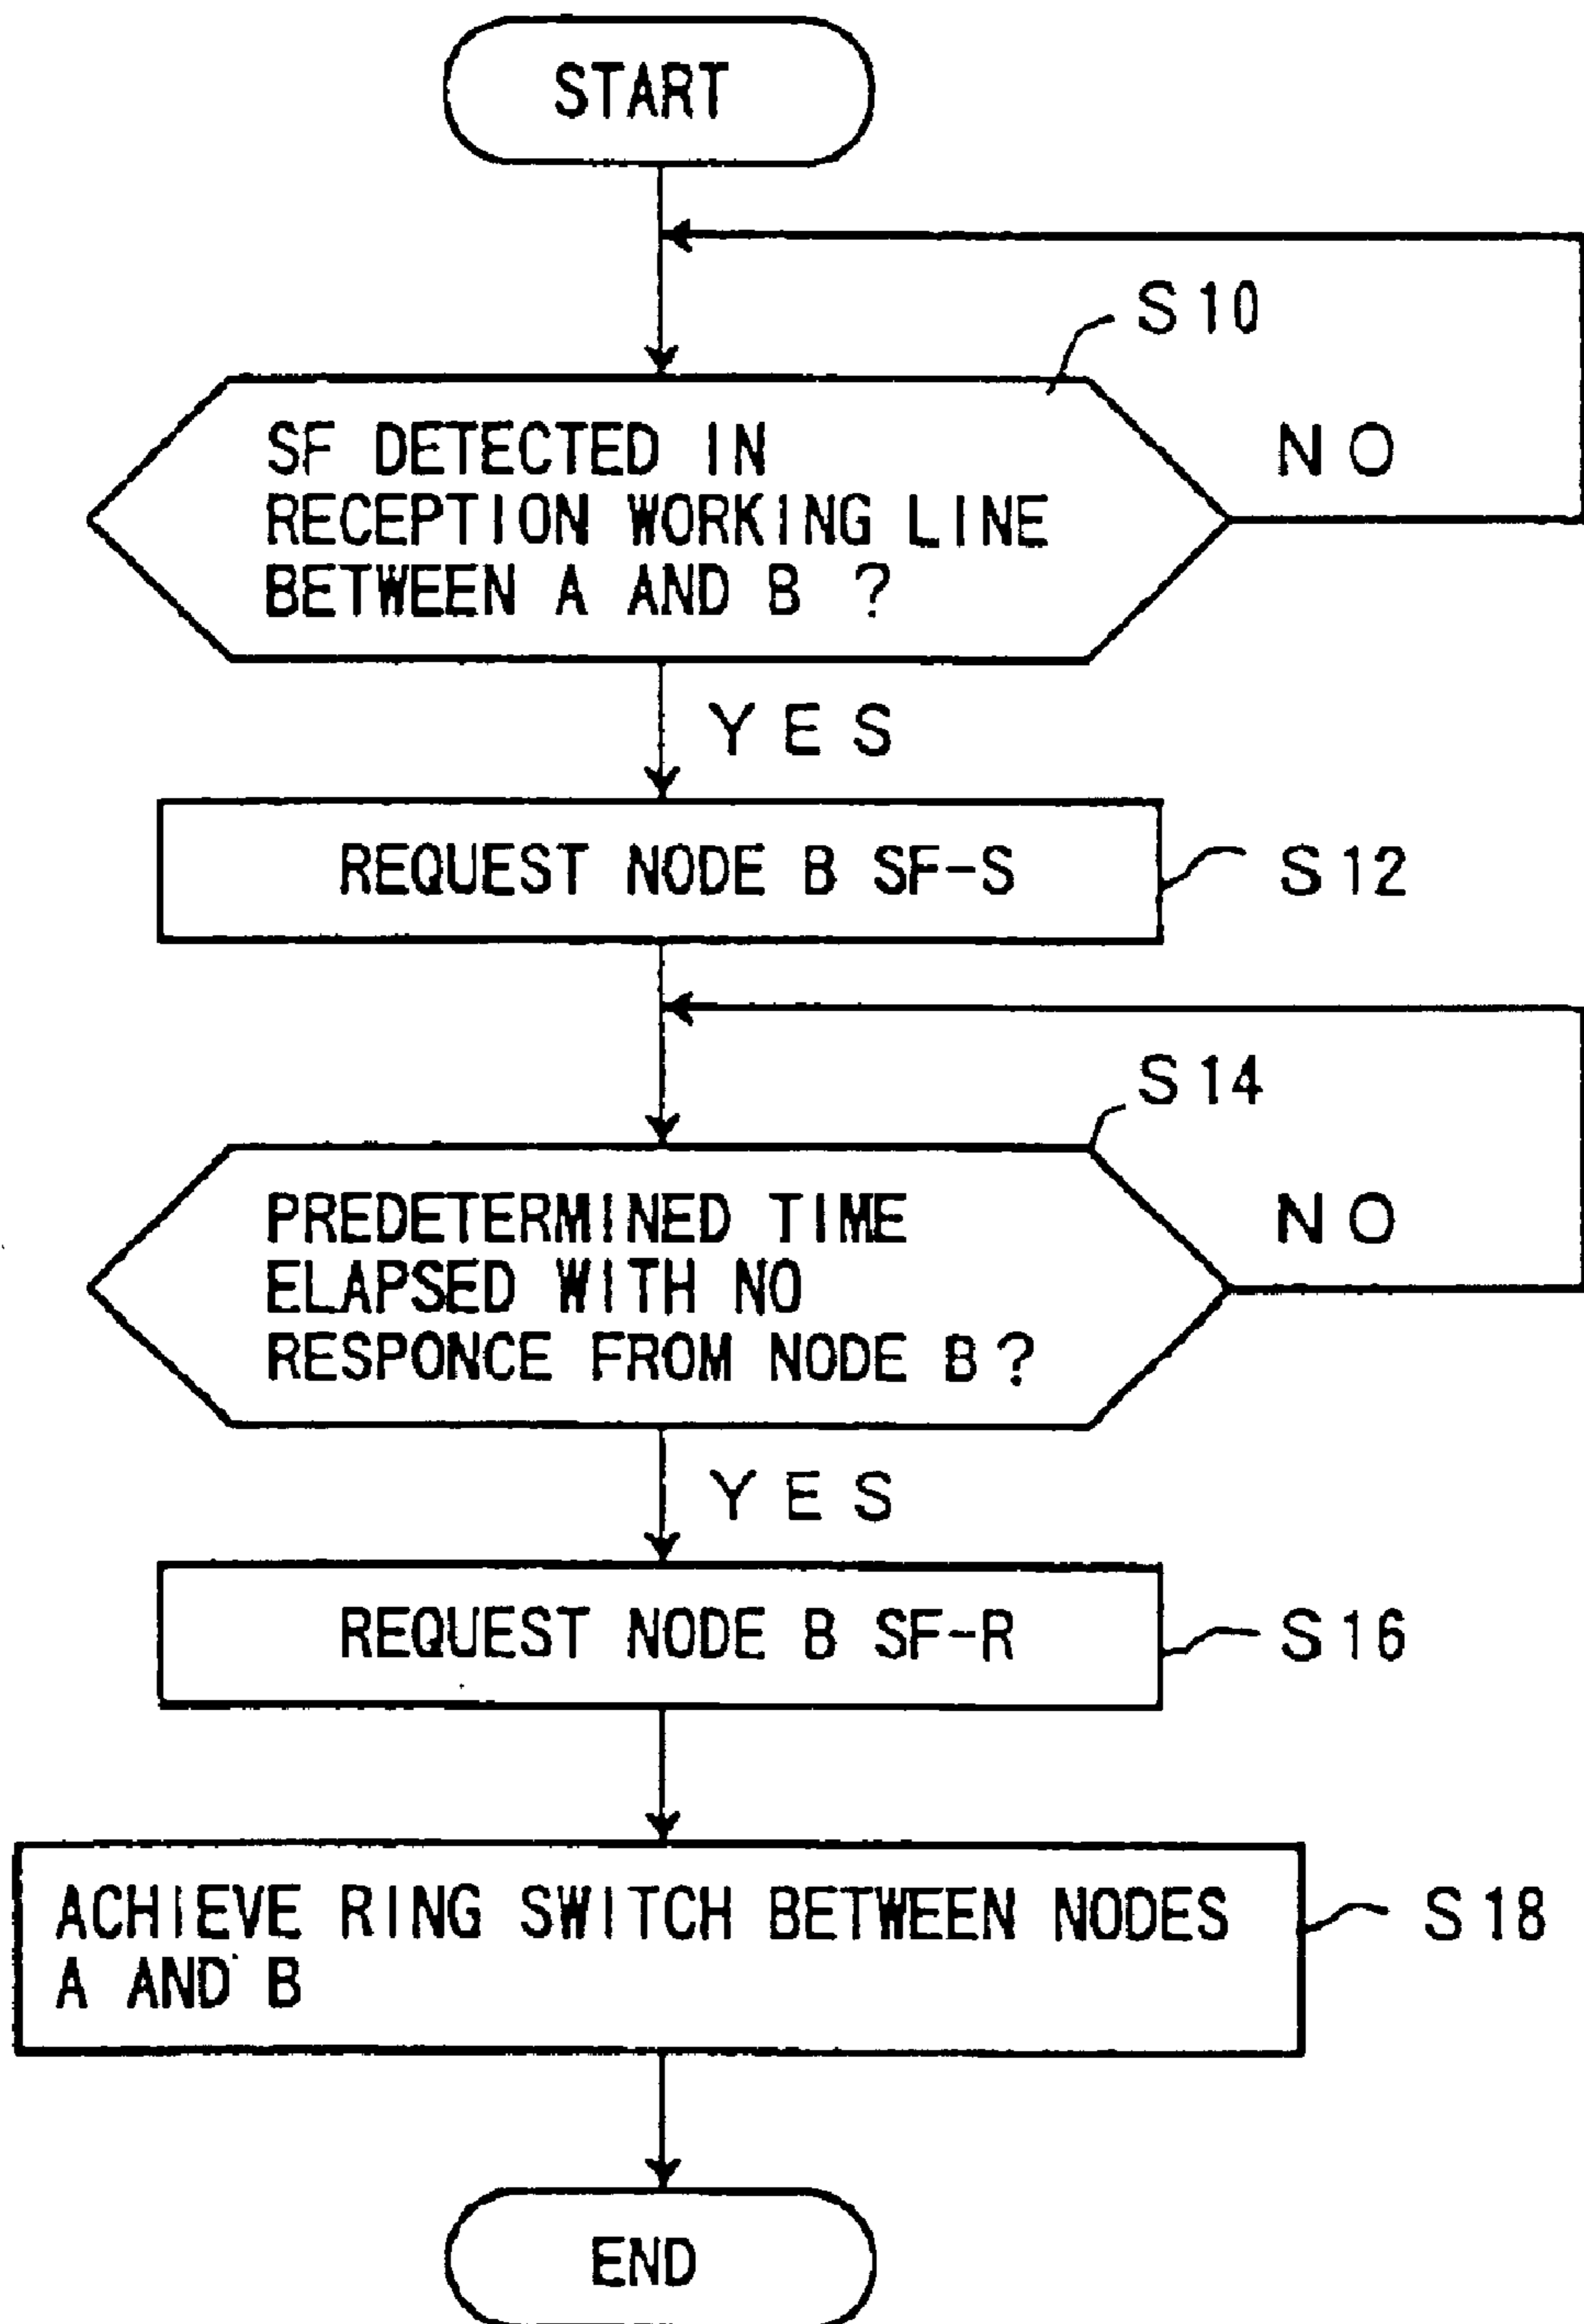 START
S10
SF DETECTED IN
RECEPTION WORKING LINE
BETWEEN A AND B ?
NO
YES
REQUEST NODE B SF-S
S12
S14
PREDETERMINED TIME
ELAPSED WITH NO
RESPONCE FROM NODE B?
NO
YES
REQUEST NODE B SF-R
S16
ACHIEVE RING SWITCH BETWEEN NODES
A AND B
S18
END